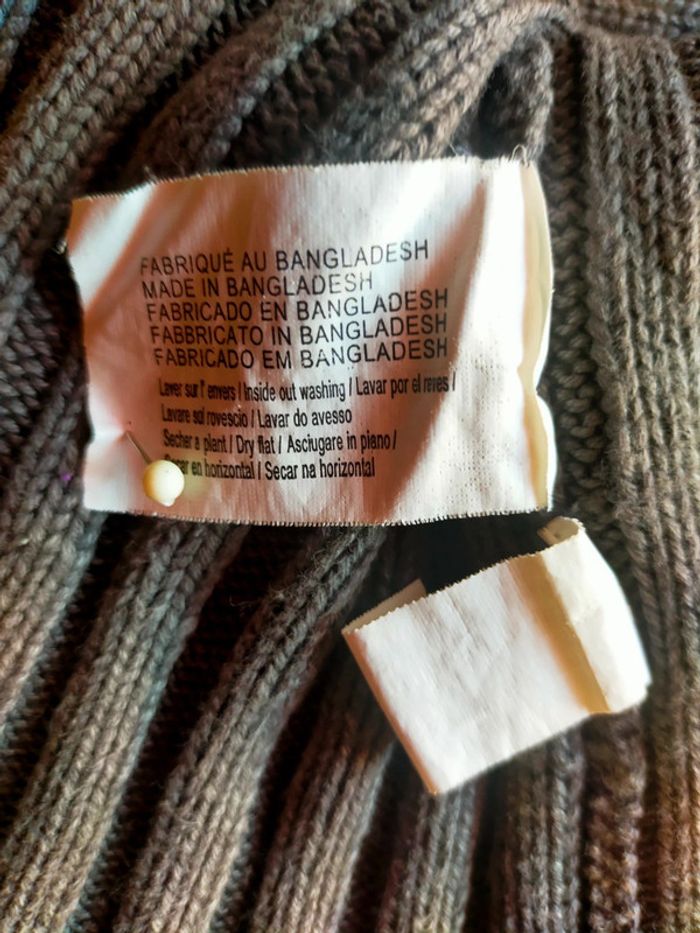 FABRIQUÉ AU BANGLADESH
MADE IN BANGLADESH
FABRICADO EN BANGLADESH
FABBRICATO IN BANGLADESH
FABRICADO EM BANGLADESH
Laver sur l' envers / Inside out washing / Lavar por el reves /
Lavare sul rovescio / Lavar do avesso
Secher a plant / Dry flat / Asciugare in piano /
en horizontal / Secar na horizontal